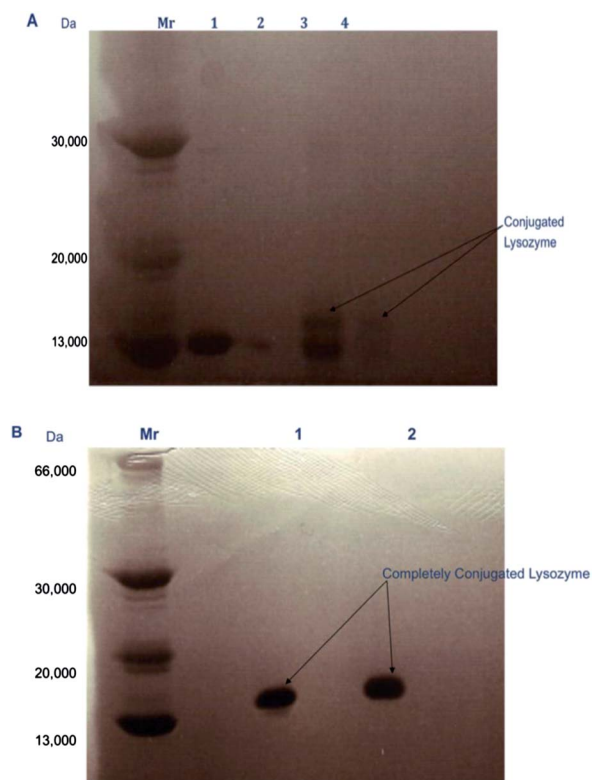 A Da Mr 1 2 3 4
30,000
Conjugated
Lysozyme
20,000
13,000
B Da Mr 1 2
66,000
Completely Conjugated Lysozyme
30,000
20,000
13,000